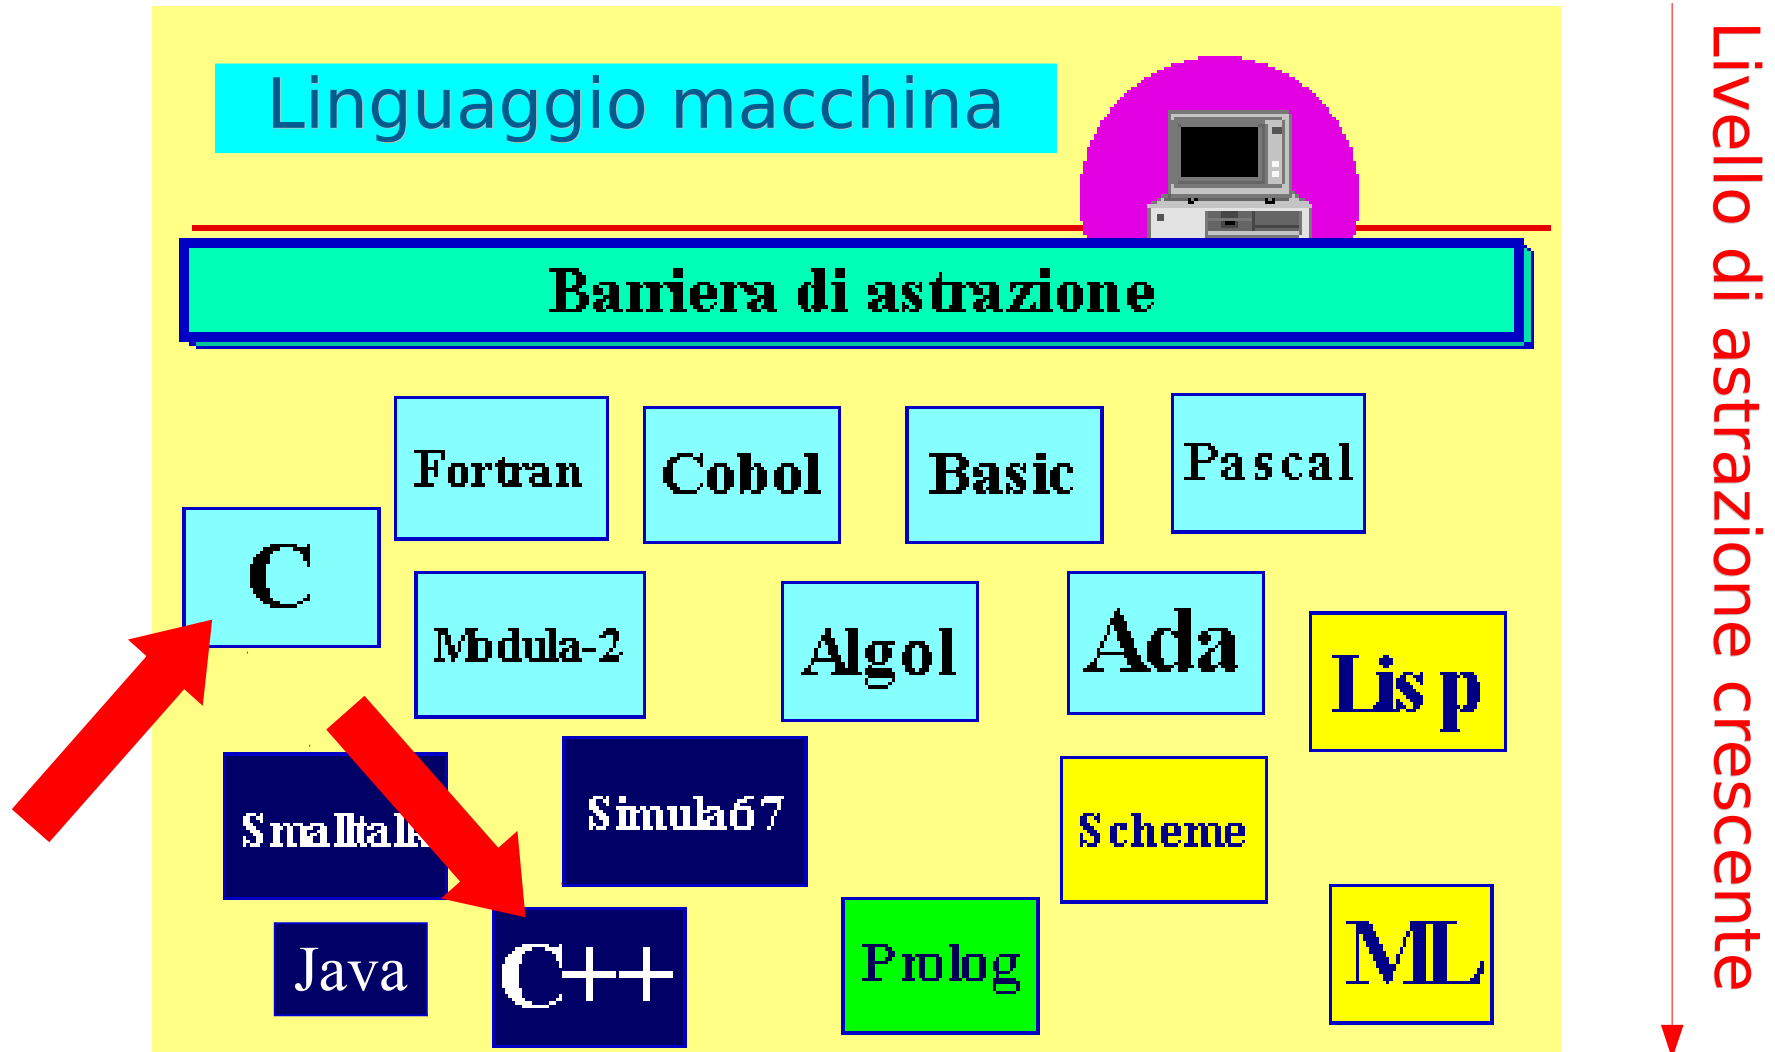 Linguaggio macchina
Barriera di astrazione
Fortran
Cobol
Basic
Pascal
C
Modula-2
Algol
Ada
Lisp
Smalltalk
Simula67
Scheme
Java
C++
Prolog
ML
Livello di astrazione crescente